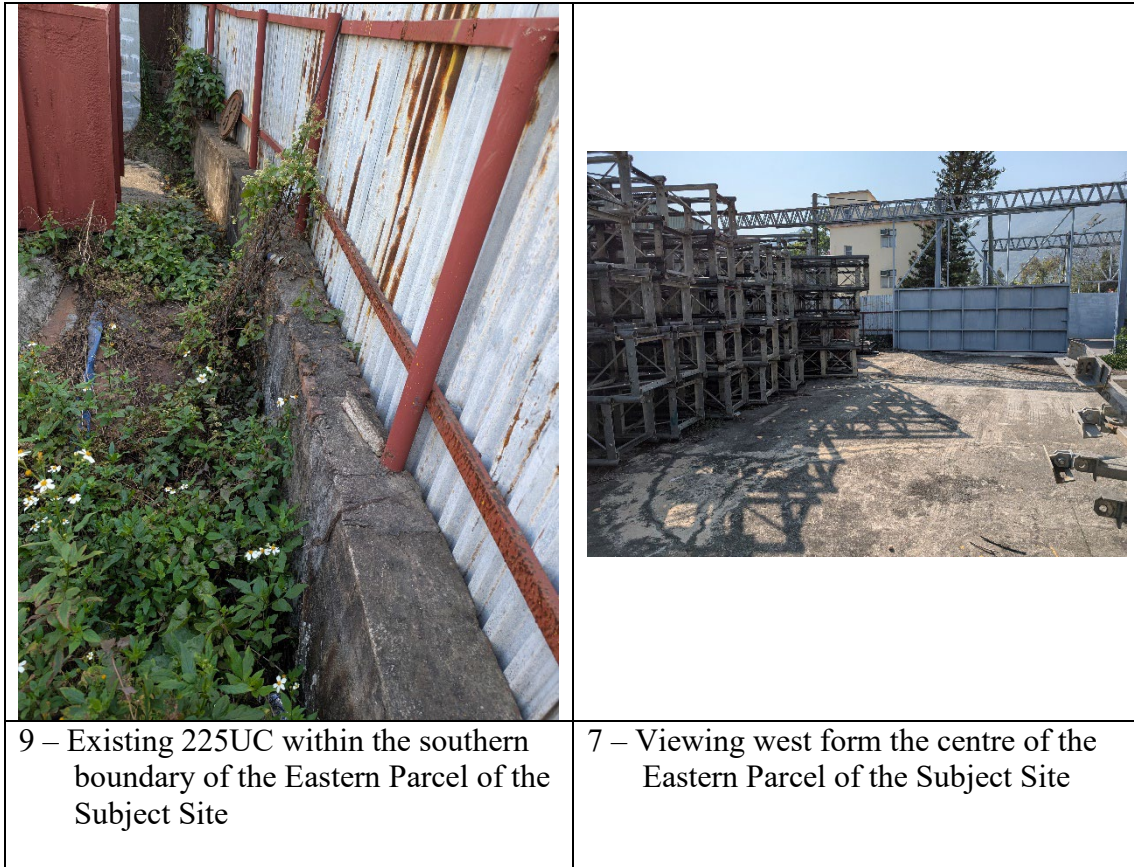 9 – Existing 225UC within the southern
boundary of the Eastern Parcel of the
Subject Site
7 – Viewing west form the centre of the
Eastern Parcel of the Subject Site